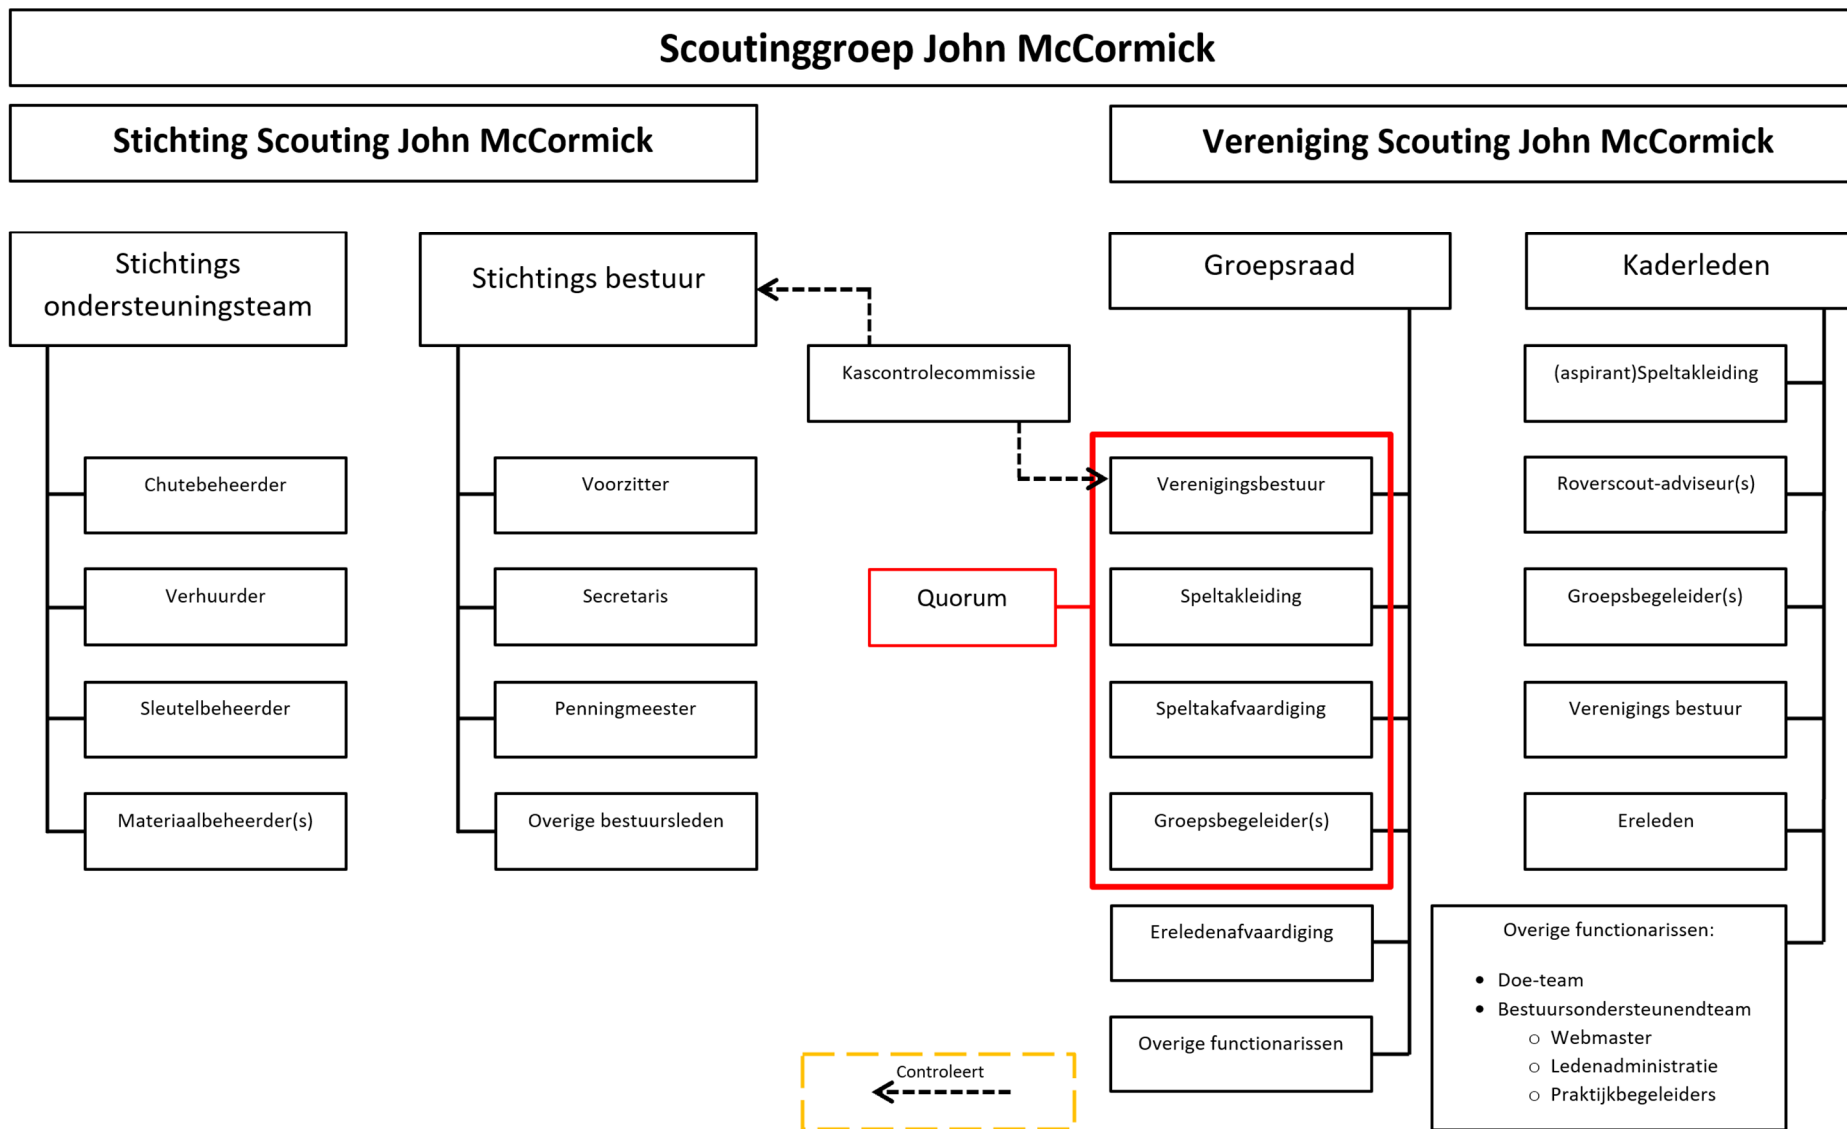 Scoutinggroep John McCormick
Stichting Scouting John McCormick
Vereniging Scouting John McCormick
Stichtings
ondersteuningsteam
Chutebeheerder
Verhuurder
Sleutelbeheerder
Materiaalbeheerder(s)
Stichtings bestuur
Voorzitter
Secretaris
Penningmeester
Overige bestuursleden
Kascontrolecommissie
Quorum
Controleert
Groepsraad
Verenigingsbestuur
Speltakleiding
Speltakafvaardiging
Groepsbegeleider(s)
Ereledenafvaardiging
Overige functionarissen
Kaderleden
(aspirant)Speltakleiding
Roverscout-adviseur(s)
Groepsbegeleider(s)
Verenigings bestuur
Ereleden
Overige functionarissen:
• Doe-team
• Bestuursondersteunendteam
o Webmaster
o Ledenadministratie
o Praktijkbegeleiders